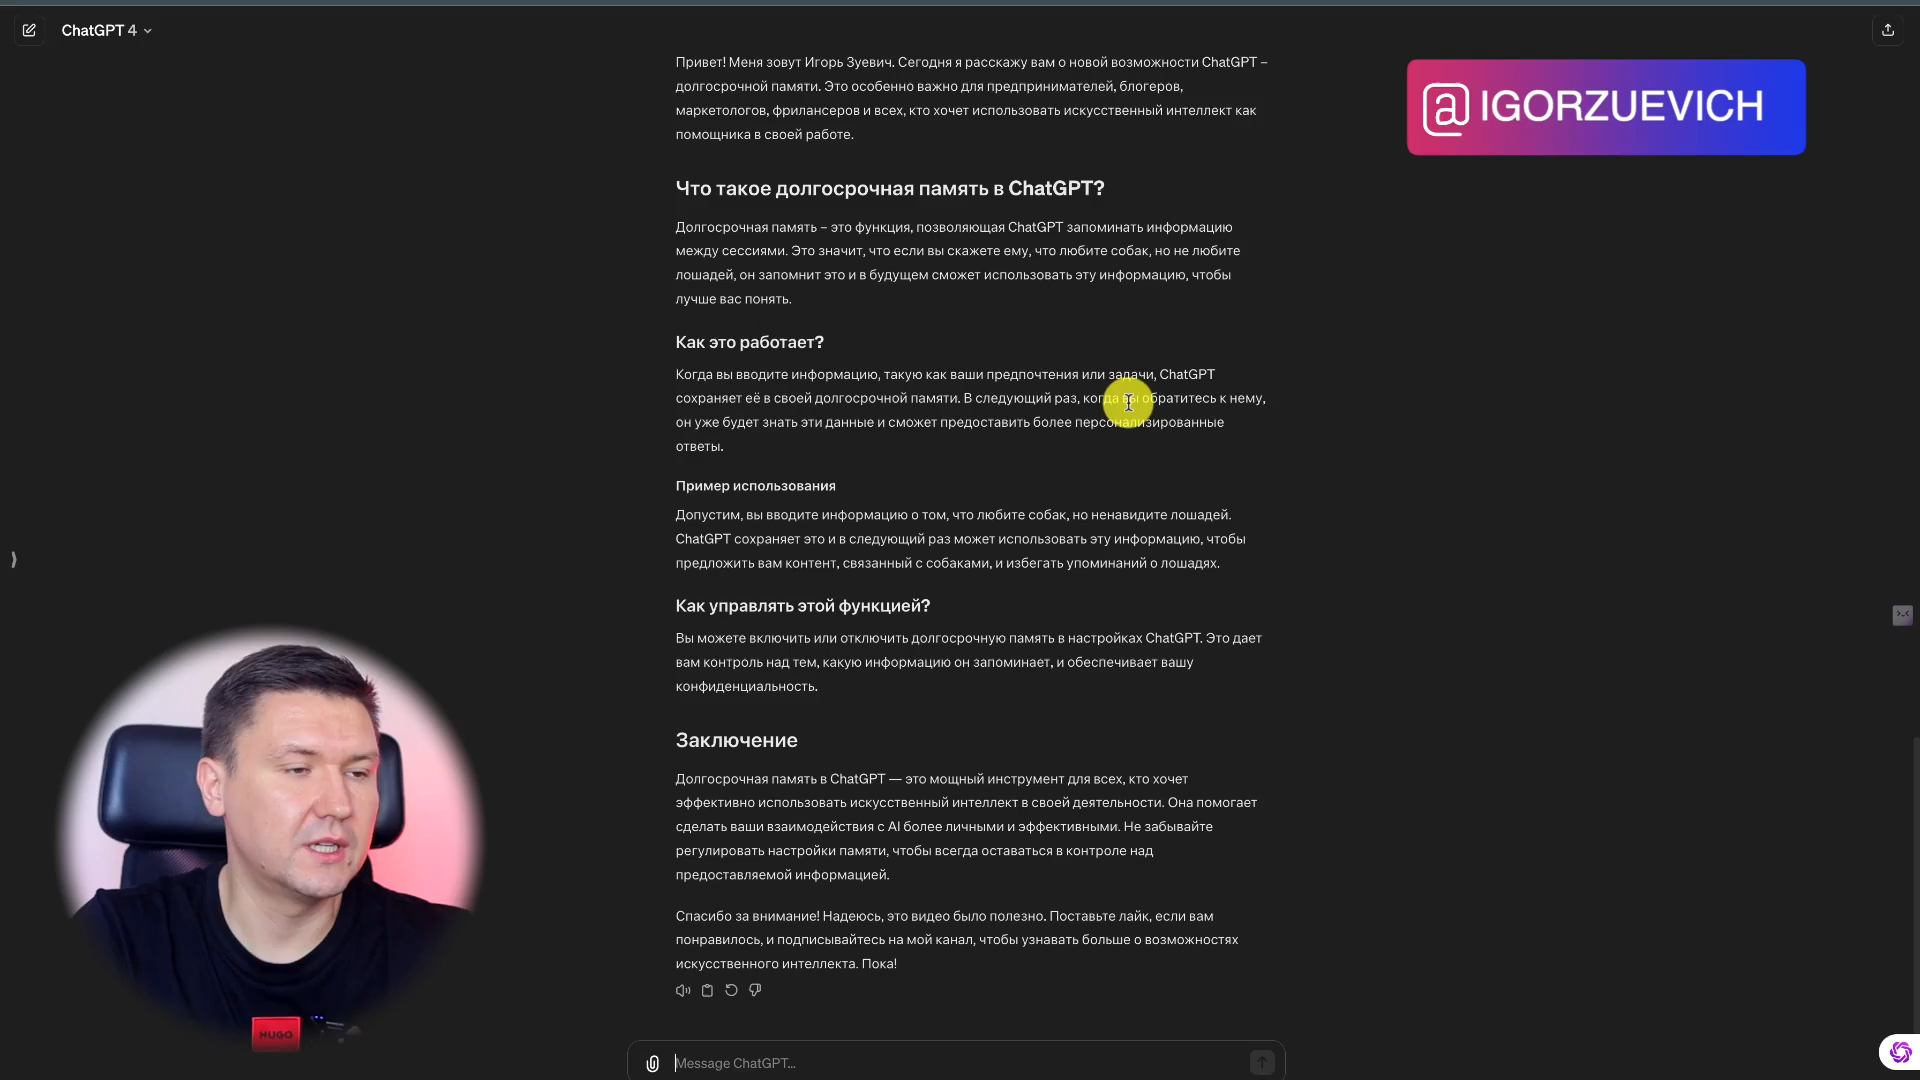 ChatGPT 4
Привет! Меня зовут Игорь Зуевич. Сегодня я расскажу вам о новой возможности ChatGPT –
долгосрочной памяти. Это особенно важно для предпринимателей, блогеров,
маркетологов, фрилансеров и всех, кто хочет использовать искусственный интеллект как
помощника в своей работе.
@IGORZUEVICH
Что такое долгосрочная память в ChatGPT?
Долгосрочная память – это функция, позволяющая ChatGPT запоминать информацию
между сессиями. Это значит, что если вы скажете ему, что любите собак, но не любите
лошадей, он запомнит это и в будущем сможет использовать эту информацию, чтобы
лучше вас понять.
Как это работает?
Когда вы вводите информацию, такую как ваши предпочтения или задачи, ChatGPT
сохраняет её в своей долгосрочной памяти. В следующий раз, когда вы обратитесь к нему,
он уже будет знать эти данные и сможет предоставить более персонализированные
ответы.
Пример использования
Допустим, вы вводите информацию о том, что любите собак, но ненавидите лошадей.
ChatGPT сохраняет это и в следующий раз может использовать эту информацию, чтобы
предложить вам контент, связанный с собаками, и избегать упоминаний о лошадях.
Как управлять этой функцией?
Вы можете включить или отключить долгосрочную память в настройках ChatGPT. Это дает
вам контроль над тем, какую информацию он запоминает, и обеспечивает вашу
конфиденциальность.
Заключение
Долгосрочная память в ChatGPT — это мощный инструмент для всех, кто хочет
эффективно использовать искусственный интеллект в своей деятельности. Она помогает
сделать ваши взаимодействия с AI более личными и эффективными. Не забывайте
регулировать настройки памяти, чтобы всегда оставаться в контроле над
предоставляемой информацией.
Спасибо за внимание! Надеюсь, это видео было полезно. Поставьте лайк, если вам
понравилось, и подписывайтесь на мой канал, чтобы узнавать больше о возможностях
искусственного интеллекта. Пока!
HUGO
Message ChatGPT...